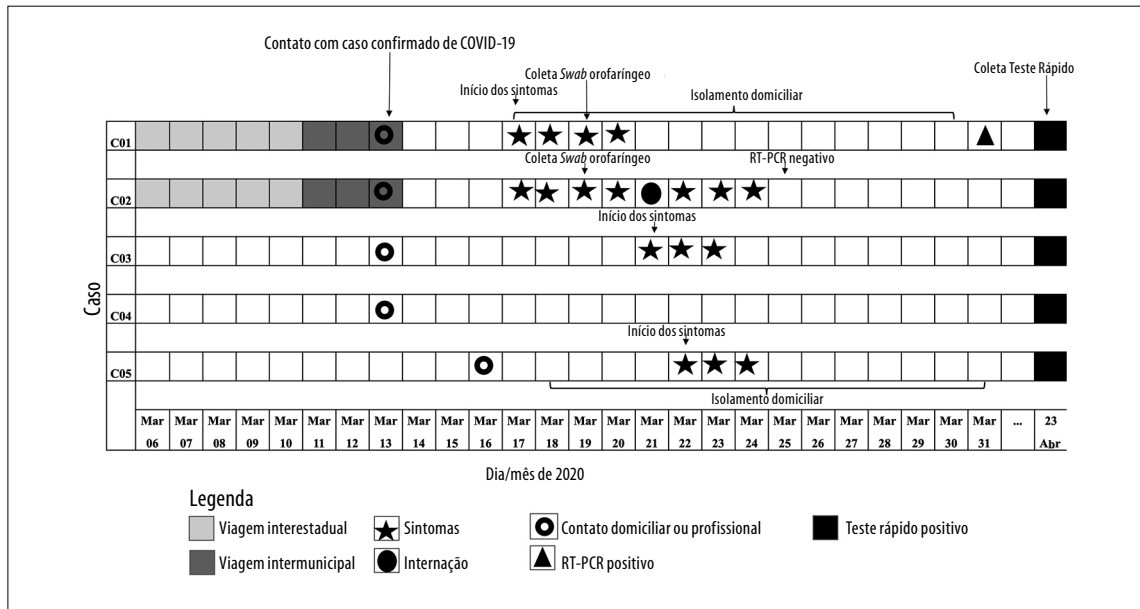 Contato com caso confirmado de COVID-19
Coleta Swab orofaríngeo
Coleta Teste Rápido
Início dos sintomas
Isolamento domiciliar
C01
Coleta Swab orofaríngeo
RT-PCR negativo
C02
Início dos sintomas
C03
Caso
C04
Início dos sintomas
C05
Isolamento domiciliar
Mar Mar Mar Mar Mar Mar Mar Mar Mar Mar Mar Mar Mar Mar Mar Mar Mar Mar Mar Mar Mar Mar Mar Mar Mar Mar ... 23
06 07 08 09 10 11 12 13 14 15 16 17 18 19 20 21 22 23 24 25 26 27 28 29 30 31 Abr
Dia/mês de 2020
Legenda
Viagem interestadual Sintomas Contato domiciliar ou profissional Teste rápido positivo
Viagem intermunicipal Internação RT-PCR positivo